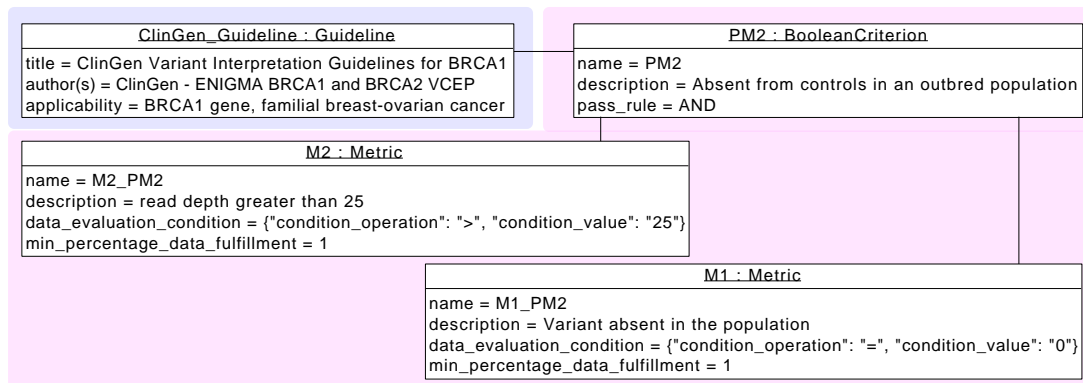 ClinGen_Guideline : Guideline
title = ClinGen Variant Interpretation Guidelines for BRCA1
author(s) = ClinGen - ENIGMA BRCA1 and BRCA2 VCEP
applicability = BRCA1 gene, familial breast-ovarian cancer
PM2 : BooleanCriterion
name = PM2
description = Absent from controls in an outbred population
pass_rule = AND
M2 : Metric
name = M2_PM2
description = read depth greater than 25
data_evaluation_condition = {"condition_operation": ">", "condition_value": "25"}
min_percentage_data_fulfillment = 1
M1 : Metric
name = M1_PM2
description = Variant absent in the population
data_evaluation_condition = {"condition_operation": "=", "condition_value": "0"}
min_percentage_data_fulfillment = 1